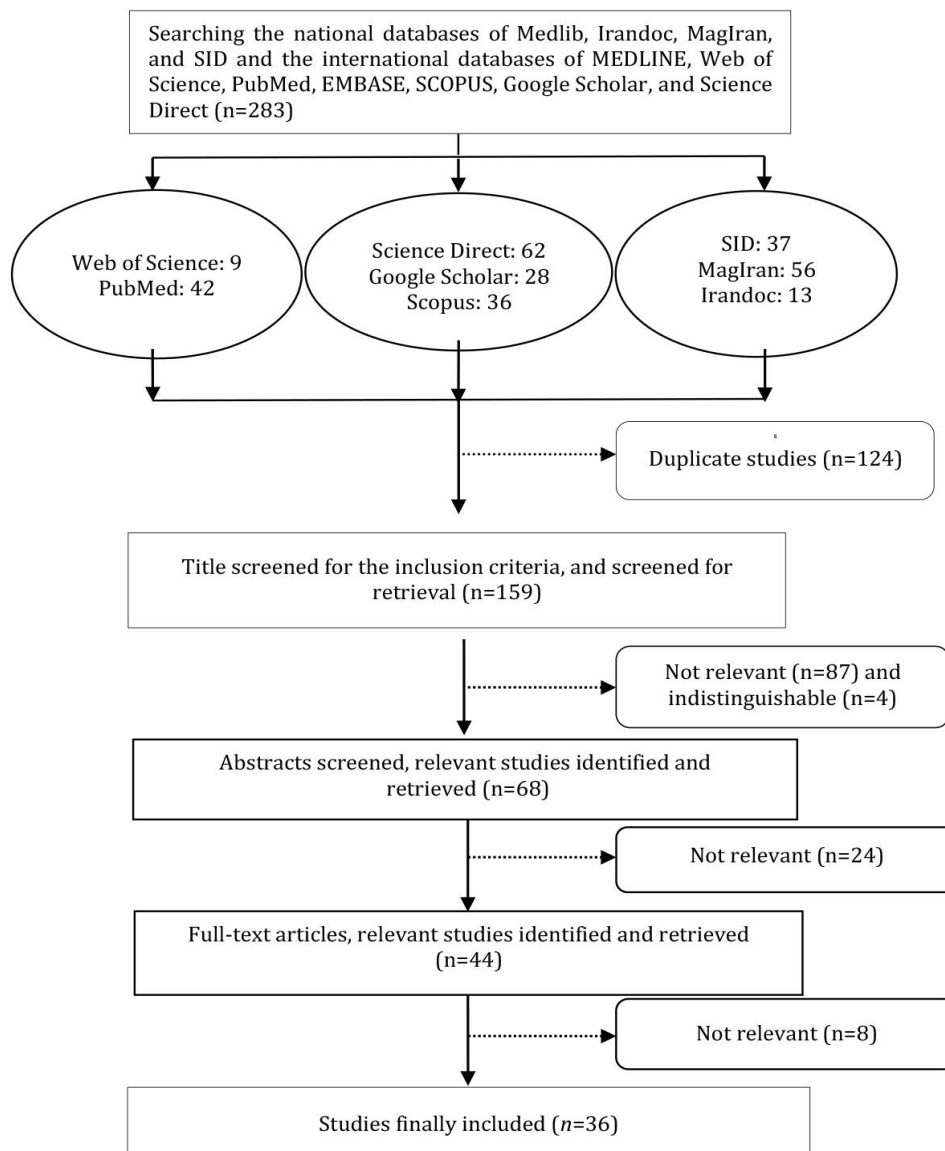 Searching the national databases of Medlib, Irandoc, MagIran,
and SID and the international databases of MEDLINE, Web of
Science, PubMed, EMBASE, SCOPUS, Google Scholar, and Science
Direct (n=283)
Web of Science: 9
PubMed: 42
Science Direct: 62
Google Scholar: 28
Scopus: 36
SID: 37
MagIran: 56
Irandoc: 13
s
Duplicate studies (n=124)
Title screened for the inclusion criteria, and screened for
retrieval (n=159)
Not relevant (n=87) and
indistinguishable (n=4)
Abstracts screened, relevant studies identified and
retrieved (n=68)
Not relevant (n=24)
Full-text articles, relevant studies identified and retrieved
(n=44)
Not relevant (n=8)
Studies finally included (n=36)